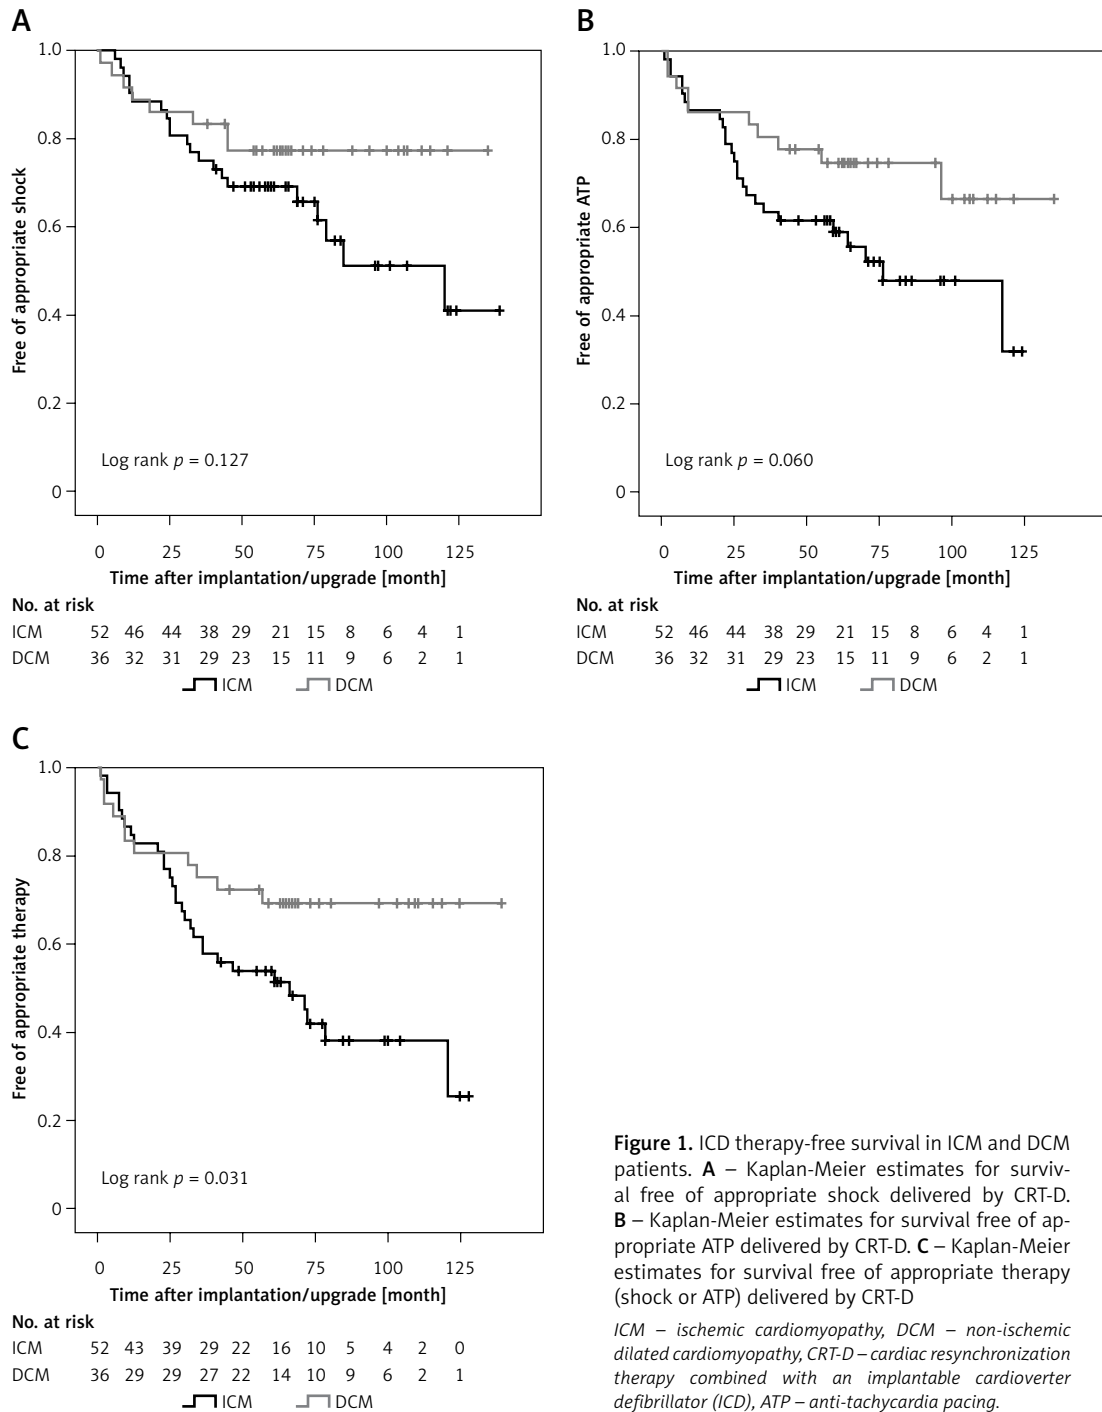 A
1.0
0.8
0.6
0.4
0.2
0
Free of appropriate shock
Log rank p = 0.127
0 25 50 75 100 125
Time after implantation/upgrade [month]
No. at risk
ICM 52 46 44 38 29 21 15 8 6 4 1
DCM 36 32 31 29 23 15 11 9 6 2 1
ICM DCM
B
1.0
0.8
0.6
0.4
0.2
0
Free of appropriate ATP
Log rank p = 0.060
0 25 50 75 100 125
Time after implantation/upgrade [month]
No. at risk
ICM 52 46 44 38 29 21 15 8 6 4 1
DCM 36 32 31 29 23 15 11 9 6 2 1
ICM DCM
C
1.0
0.8
0.6
0.4
0.2
0
Free of appropriate therapy
Log rank p = 0.031
0 25 50 75 100 125
Time after implantation/upgrade [month]
No. at risk
ICM 52 43 39 29 22 16 10 5 4 2 0
DCM 36 29 29 27 22 14 10 9 6 2 1
ICM DCM
Figure 1. ICD therapy-free survival in ICM and DCM
patients. A – Kaplan-Meier estimates for surviv-
al free of appropriate shock delivered by CRT-D.
B – Kaplan-Meier estimates for survival free of ap-
propriate ATP delivered by CRT-D. C – Kaplan-Meier
estimates for survival free of appropriate therapy
(shock or ATP) delivered by CRT-D
ICM – ischemic cardiomyopathy, DCM – non-ischemic
dilated cardiomyopathy, CRT-D – cardiac resynchronization
therapy combined with an implantable cardioverter
defibrillator (ICD), ATP – anti-tachycardia pacing.